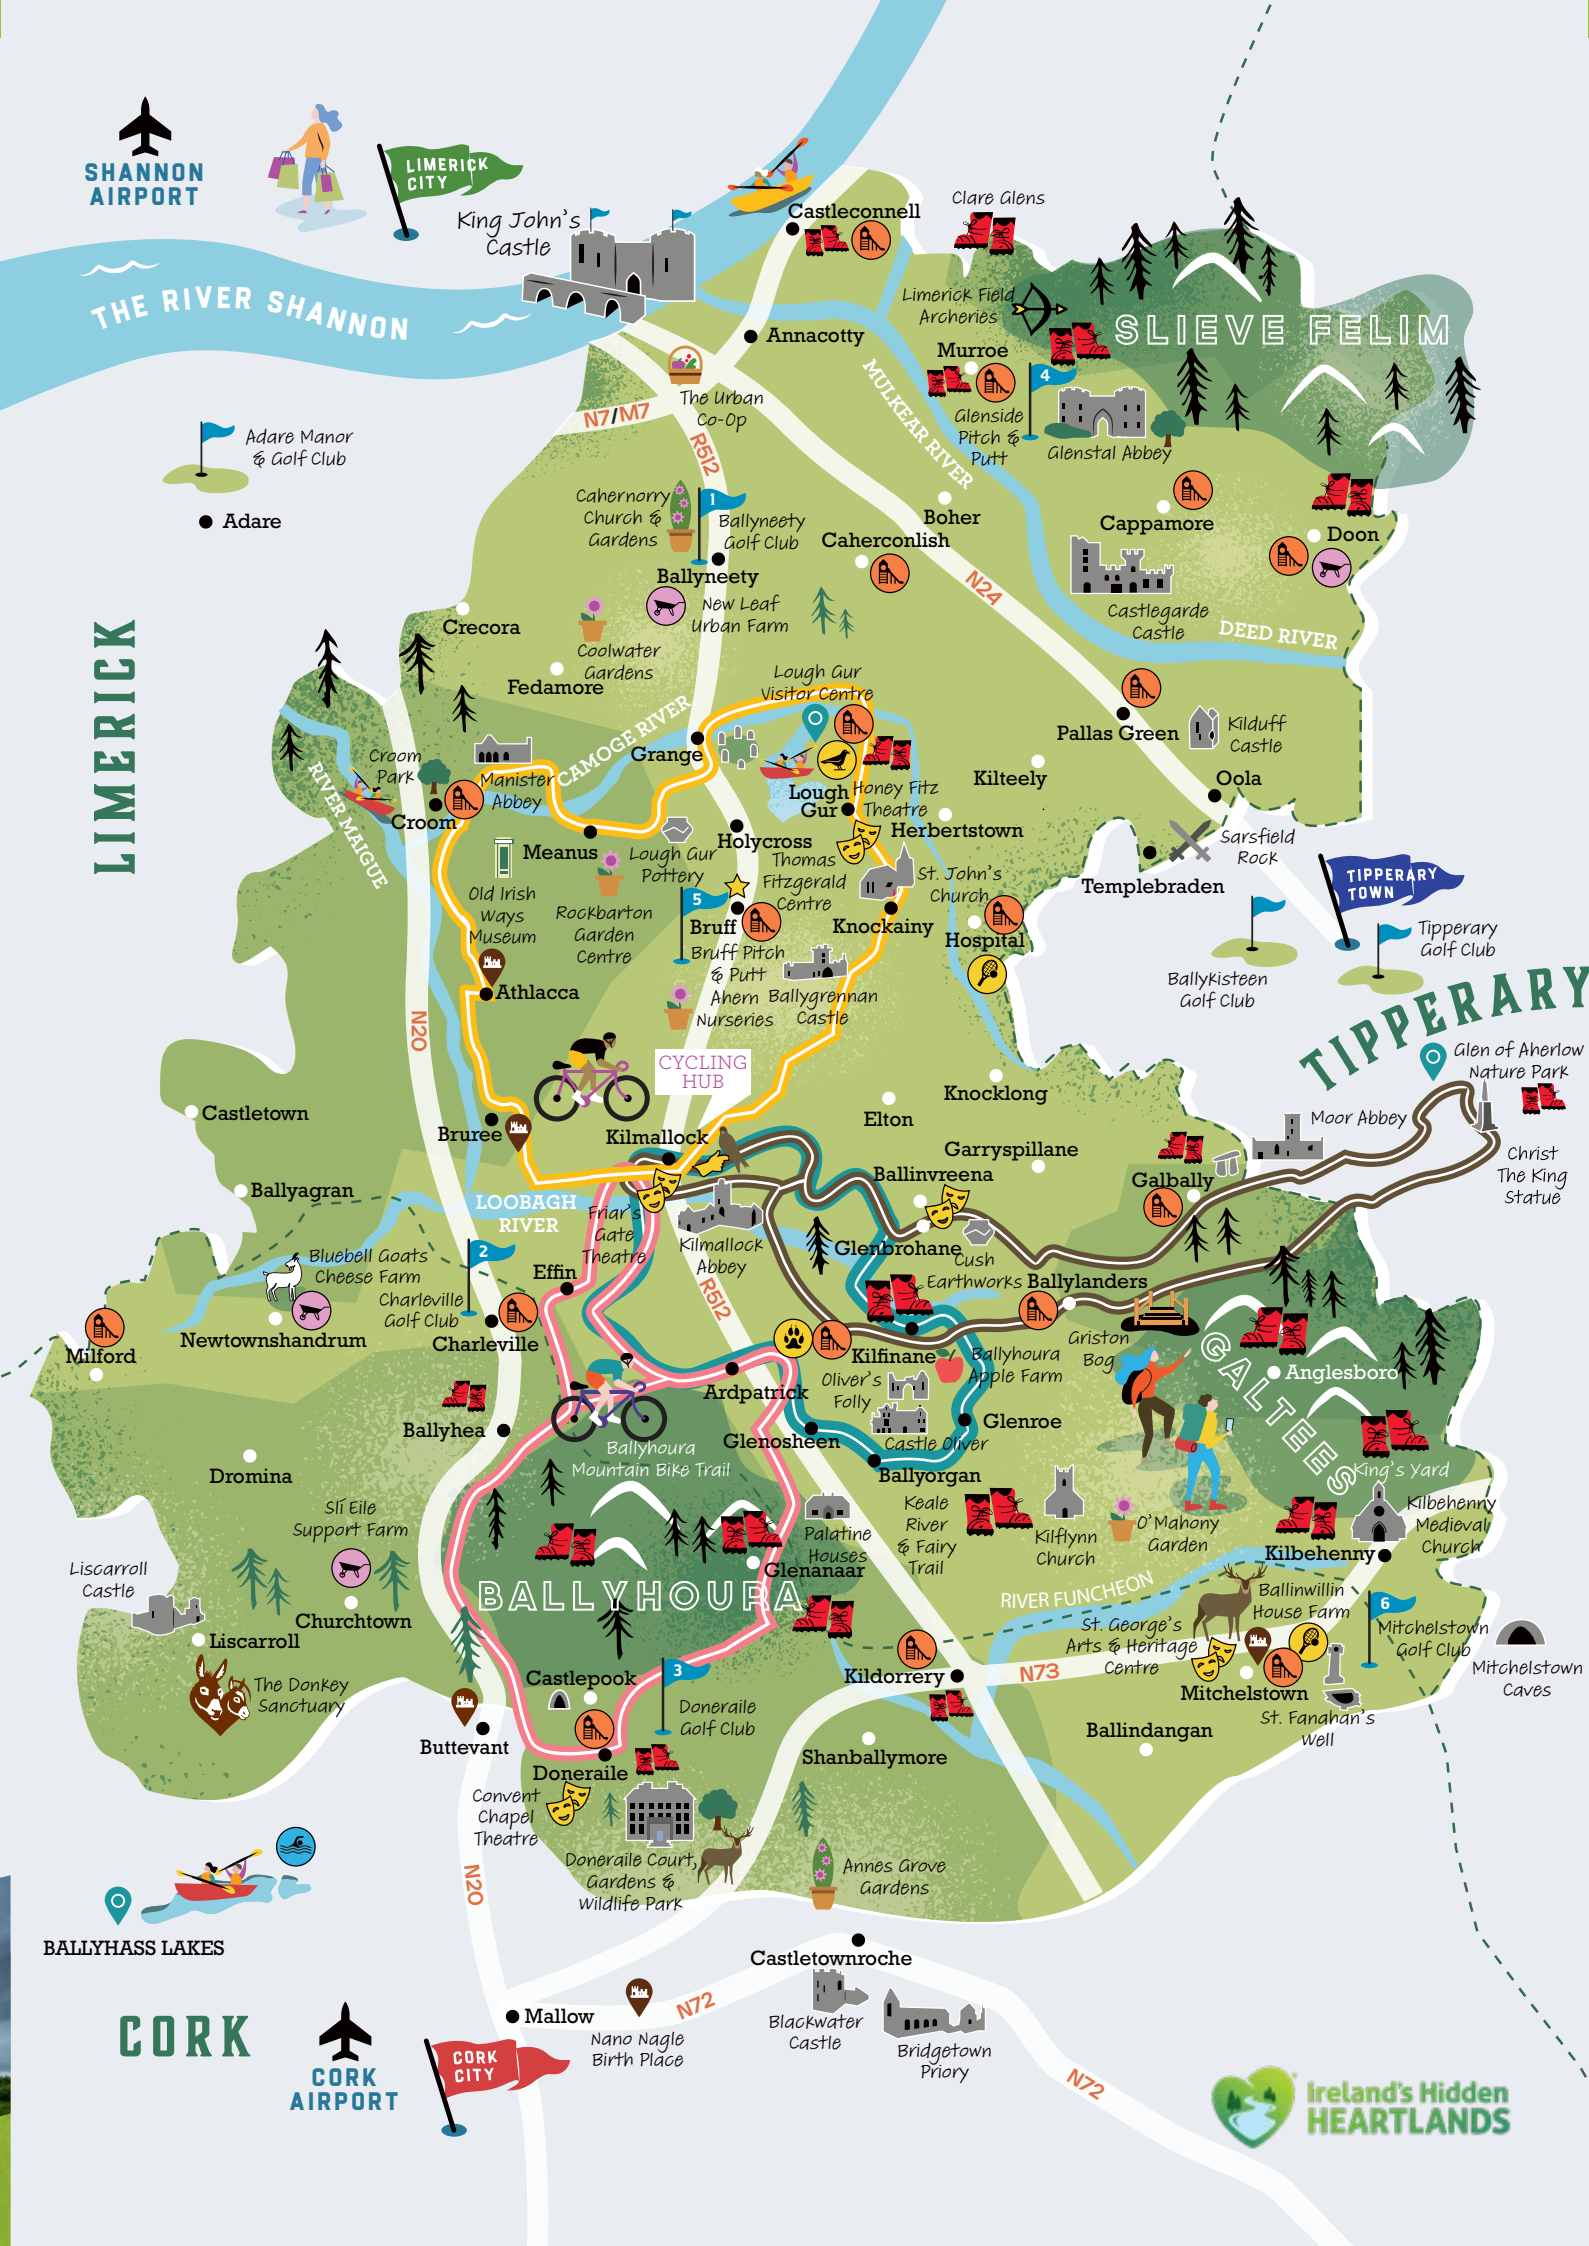 SHANNON
AIRPORT
LIMERICK
CITY
King John's
Castle
THE RIVER SHANNON
Castleconnell
Clare Glens
Limerick Field
Archeries
SLIEVE FELIM
Annacotty
Murroe
4
The Urban
Co-Op
N7/M7
R512
MULKEAR RIVER
Glenside
Pitch &
Putt
Glenstal Abbey
Adare Manor
& Golf Club
Adare
Cahernorry
Church &
Gardens
1
Ballyneety
Golf Club
Ballyneety
Boher
Caherconlish
Cappamore
Doon
N24
New Leaf
Urban Farm
Castlegarde
Castle
DEED RIVER
Crecora
Coolwater
Gardens
Fedamore
LIMERICK
Lough Gur
Visitor Centre
Pallas Green
Kilduff
Castle
CAMOGE RIVER
Grange
Croom
Park
Manister
Abbey
Croom
RIVER MAIGUE
Lough
Gur
Honey Fitz
Theatre
Kilteely
Oola
Herbertstown
Meanus
Holycross
Lough Gur
Pottery
Thomas
Fitzgerald
Centre
St. John's
Church
Sarsfield
Rock
Templebraden
TIPPERARY
TOWN
Old Irish
Ways
Museum
Rockbarton
Garden
Centre
5
Bruff
Bruff Pitch
& Putt
Knockainy
Hospital
Tipperary
Golf Club
Ballykisteen
Golf Club
Athlacca
Ahern
Nurseries
Ballygrennan
Castle
N20
TIPPERARY
CYCLING
HUB
Glen of Aherlow
Nature Park
Knocklong
Elton
Castletown
Bruree
Kilmallock
Moor Abbey
Garryspillane
Ballinvreena
Galbally
Christ
The King
Statue
Ballyagran
LOOBAGH
RIVER
Friar's
Gate
Theatre
Kilmallock
Abbey
Glenbrohane
Cush
Earthworks
Ballylanders
Bluebell Goats
Cheese Farm
2
Effin
Charleville
Golf Club
Charleville
R512
Newtownshandrum
Milford
Griston
Bog
GALTEES
Anglesboro
Kilfinane
Ballyhoura
Apple Farm
Oliver's
Folly
Ardpatrick
Ballyhea
Glenosheen
Castle Oliver
Glenroe
Ballyhoura
Mountain Bike Trail
Ballyorgan
Dromina
King's Yard
Slí Eile
Support Farm
Keale
River
& Fairy
Trail
Kilflynn
Church
O'Mahony
Garden
Kilbehenny
Medieval
Church
Palatine
Houses
Kilbehenny
Liscarroll
Castle
Glenanaar
BALLYHOURA
RIVER FUNCHEON
Ballinwillin
House Farm
Churchtown
Liscarroll
St. George's
Arts & Heritage
Centre
6
Mitchelstown
Golf Club
Mitchelstown
Caves
The Donkey
Sanctuary
Castlepook
3
Kildorrery
N73
Mitchelstown
Doneraile
Golf Club
St. Fanahan's
Well
Buttevant
Ballindangan
Shanballymore
Doneraile
Convent
Chapel
Theatre
Doneraile Court,
Gardens &
Wildlife Park
Annes Grove
Gardens
N20
BALLYHASS LAKES
Castletownroche
Mallow
N72
CORK
Nano Nagle
Birth Place
Blackwater
Castle
Bridgetown
Priory
CORK
CITY
CORK
AIRPORT
N72
Ireland's Hidden
HEARTLANDS